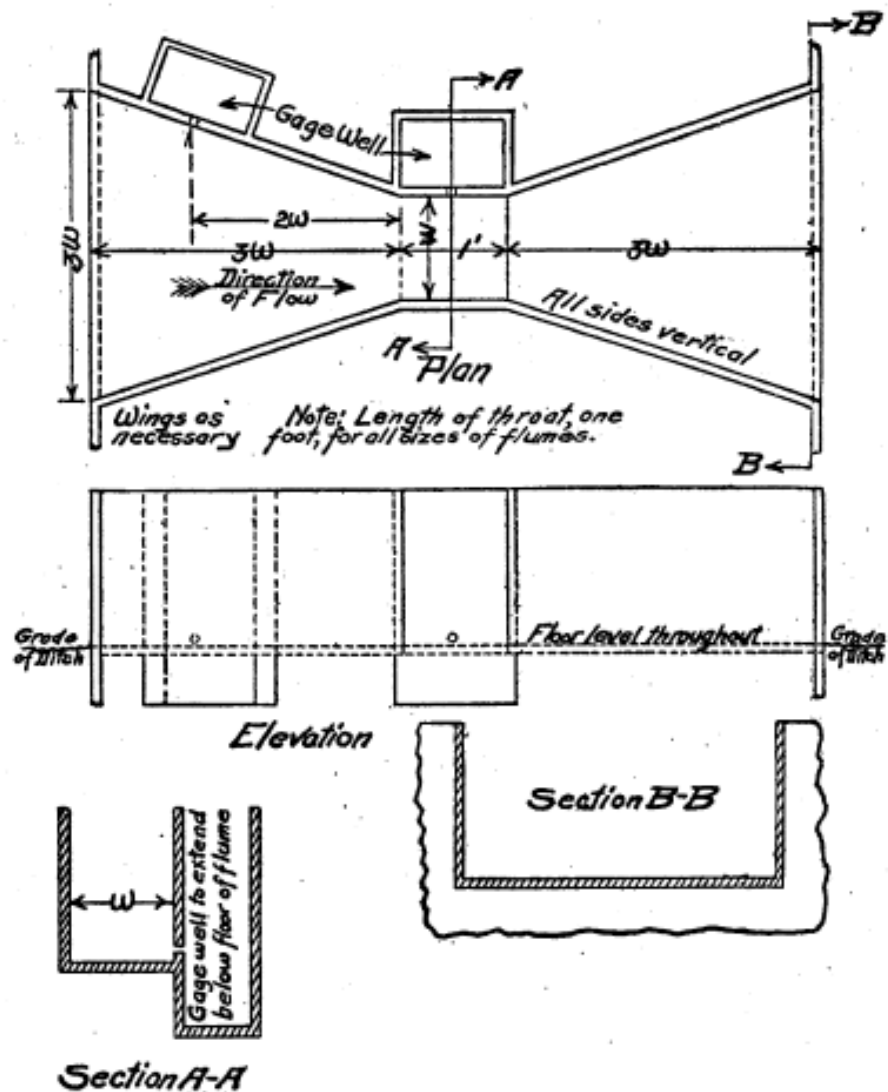 B
A
Gage Well
2W
W
3W
3W
1'
3W
Direction
of Flow
All sides vertical
A
Plan
Wings as
necessary
Note: Length of throat, one
foot, for all sizes of flumes.
B
Grade
of Ditch
Floor level throughout
Grade
of Ditch
Elevation
Section B-B
W
Gage well to extend
below floor of flume
Section A-A